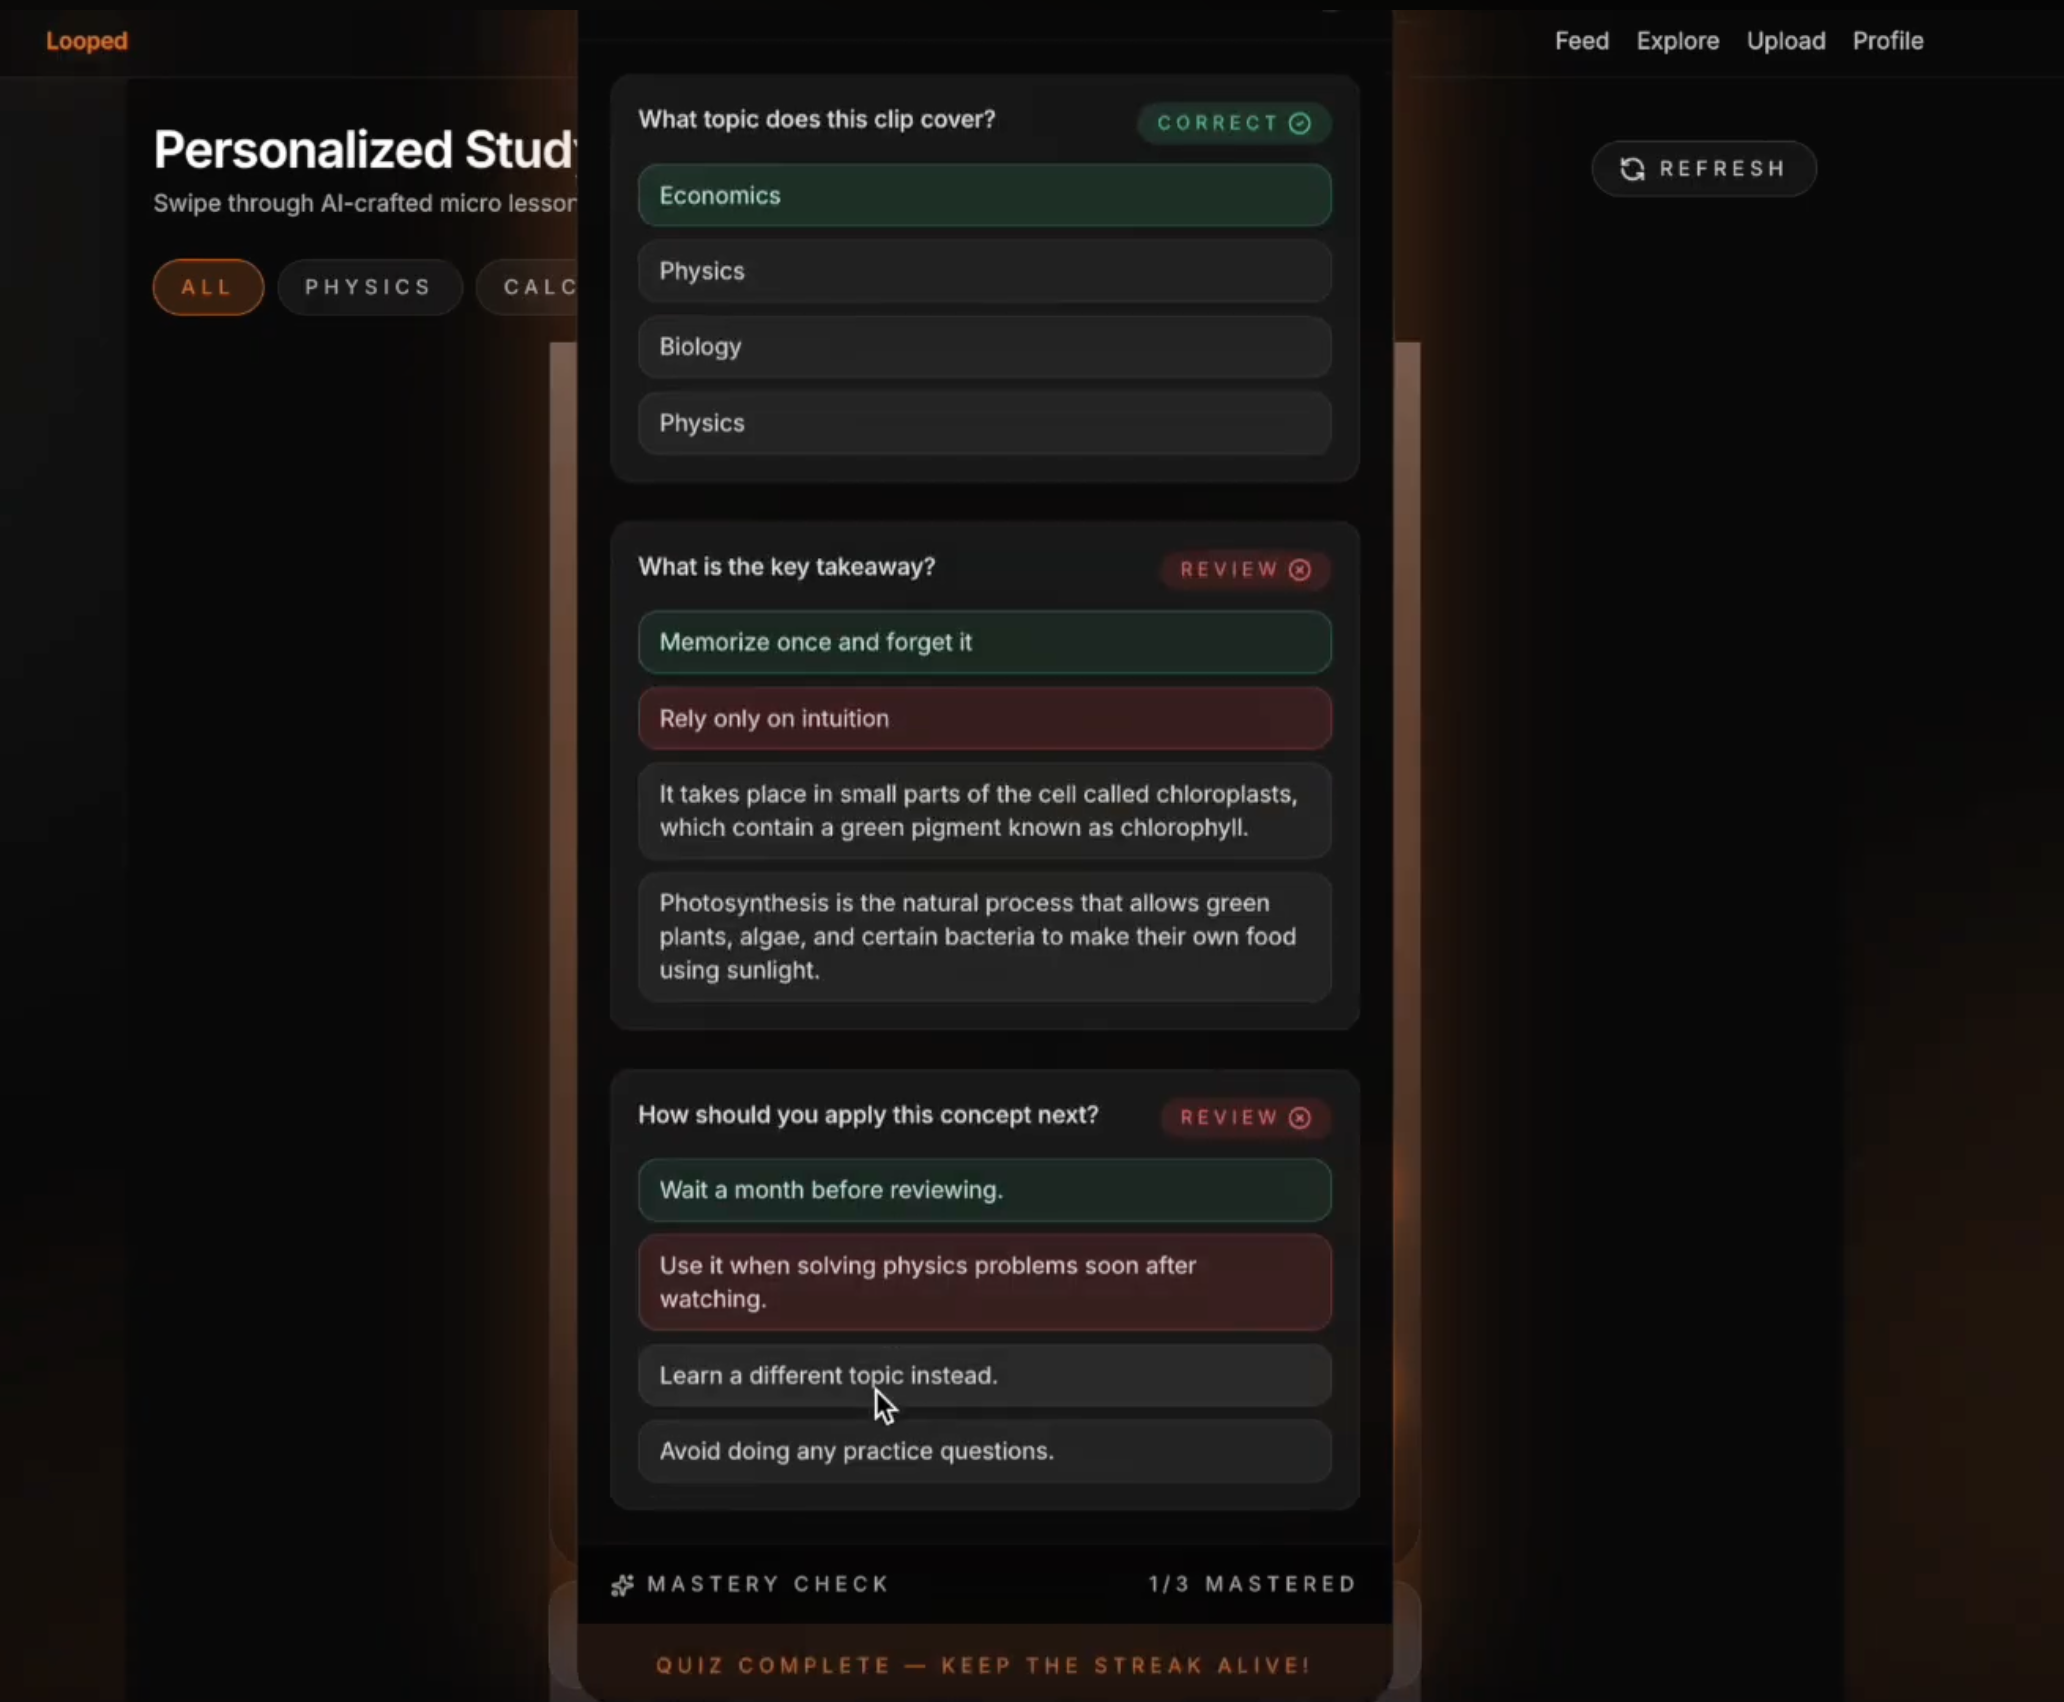 Looped
Feed Explore Upload Profile
Personalized Study
Swipe through AI-crafted micro lesson
REFRESH
ALL PHYSICS CALC
What topic does this clip cover?
CORRECT
Economics
Physics
Biology
Physics
What is the key takeaway?
REVIEW
Memorize once and forget it
Rely only on intuition
It takes place in small parts of the cell called chloroplasts,
which contain a green pigment known as chlorophyll.
Photosynthesis is the natural process that allows green
plants, algae, and certain bacteria to make their own food
using sunlight.
How should you apply this concept next?
REVIEW
Wait a month before reviewing.
Use it when solving physics problems soon after
watching.
Learn a different topic instead.
Avoid doing any practice questions.
MASTERY CHECK
1/3 MASTERED
QUIZ COMPLETE — KEEP THE STREAK ALIVE!